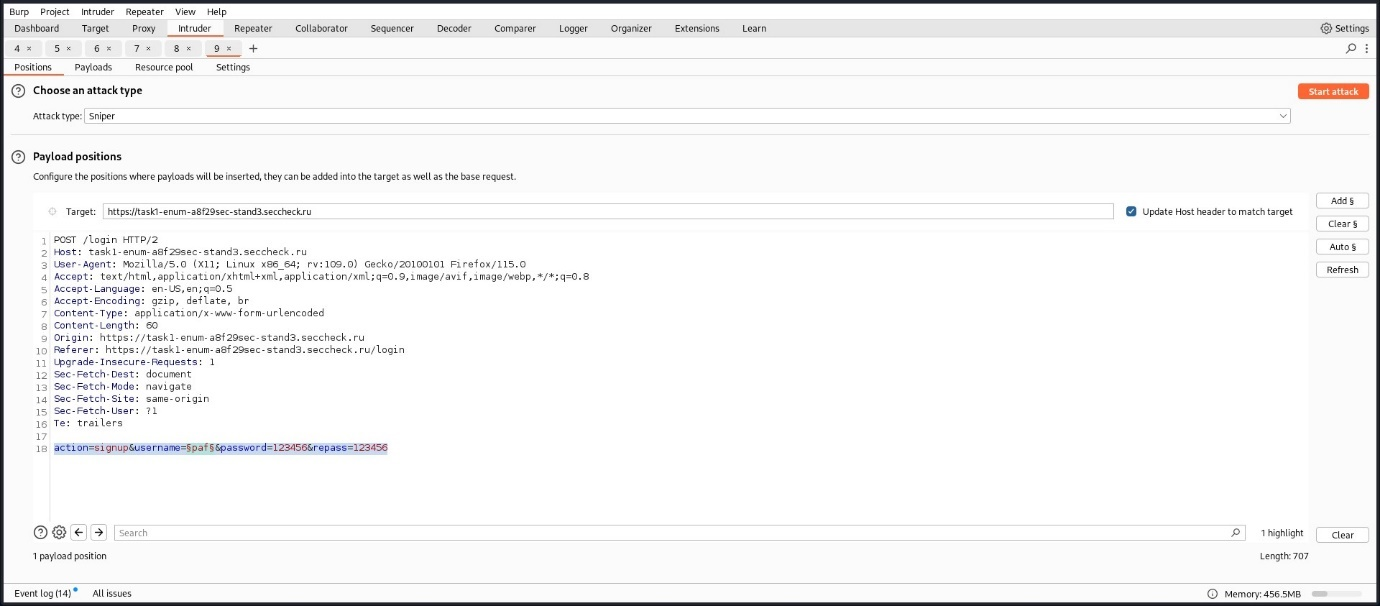 Burp Project Intruder Repeater View Help
Dashboard Target Proxy Intruder Repeater Collaborator Sequencer Decoder Comparer Logger Organizer Extensions Learn Settings
4 × 5 × 6 × 7 × 8 × 9 × +
Positions Payloads Resource pool Settings
? Choose an attack type Start attack
Attack type: Sniper
? Payload positions
Configure the positions where payloads will be inserted, they can be added into the target as well as the base request.
Target: https://task1-enum-a8f29sec-stand3.seccheck.ru Update Host header to match target
Add §
Clear §
Auto §
Refresh
1 POST /login HTTP/2
2 Host: task1-enum-a8f29sec-stand3.seccheck.ru
3 User-Agent: Mozilla/5.0 (X11; Linux x86_64; rv:109.0) Gecko/20100101 Firefox/115.0
4 Accept: text/html,application/xhtml+xml,application/xml;q=0.9,image/avif,image/webp,*/*;q=0.8
5 Accept-Language: en-US,en;q=0.5
6 Accept-Encoding: gzip, deflate, br
7 Content-Type: application/x-www-form-urlencoded
8 Content-Length: 60
9 Origin: https://task1-enum-a8f29sec-stand3.seccheck.ru
10 Referer: https://task1-enum-a8f29sec-stand3.seccheck.ru/login
11 Upgrade-Insecure-Requests: 1
12 Sec-Fetch-Dest: document
13 Sec-Fetch-Mode: navigate
14 Sec-Fetch-Site: same-origin
15 Sec-Fetch-User: ?1
16 Te: trailers
17
18 action=signup&username=§paf§&password=123456&repass=123456
? Search 1 highlight Clear
1 payload position Length: 707
Event log (14) All issues Memory: 456.5MB